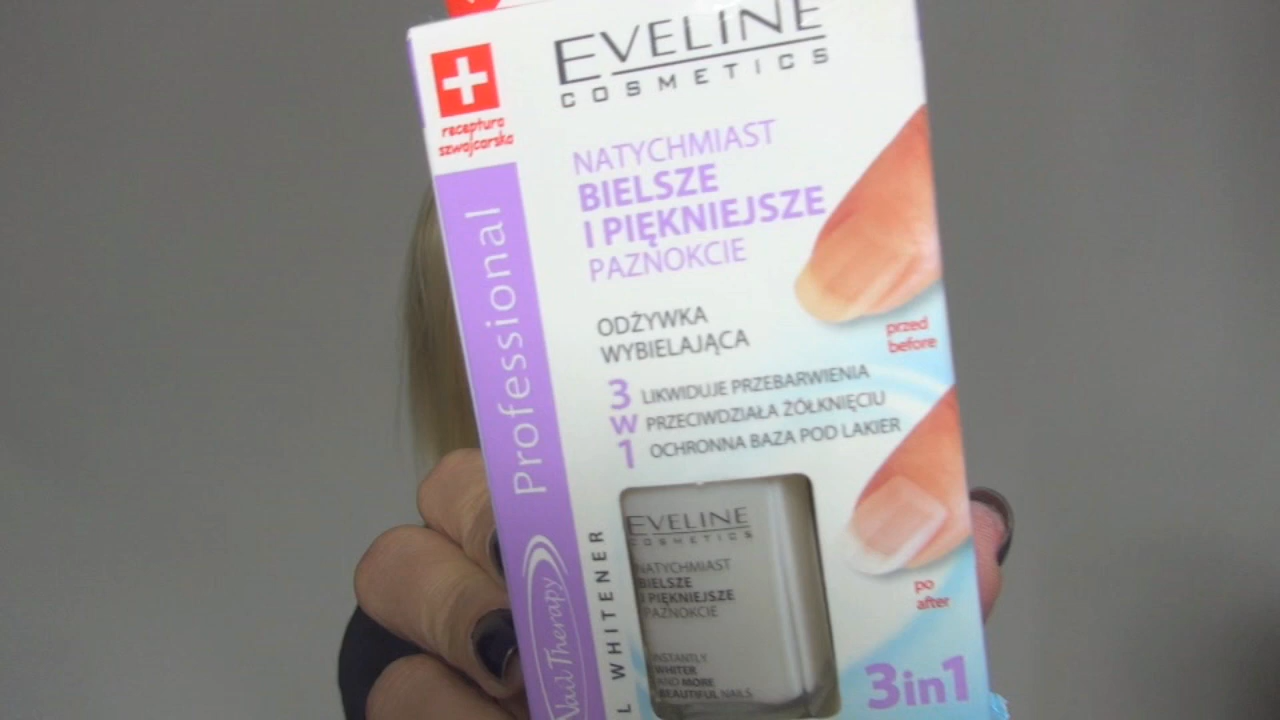 EVELINE
COSMETICS
receptura
szwajcarska
NATYCHMIAST
BIELSZE
I PIĘKNIEJSZE
PAZNOKCIE
ODŻYWKA
WYBIELAJĄCA
3 LIKWIDUJE PRZEBARWIENIA
W PRZECIWDZIAŁA ŻÓŁKNIĘCIU
1 OCHRONNA BAZA POD LAKIER
przed
before
po
after
Professional
Nail Therapy
L WHITENER
EVELINE
COSMETICS
NATYCHMIAST
BIELSZE
I PIĘKNIEJSZE
PAZNOKCIE
INSTANTLY
WHITER
AND MORE
BEAUTIFUL NAILS
3in1